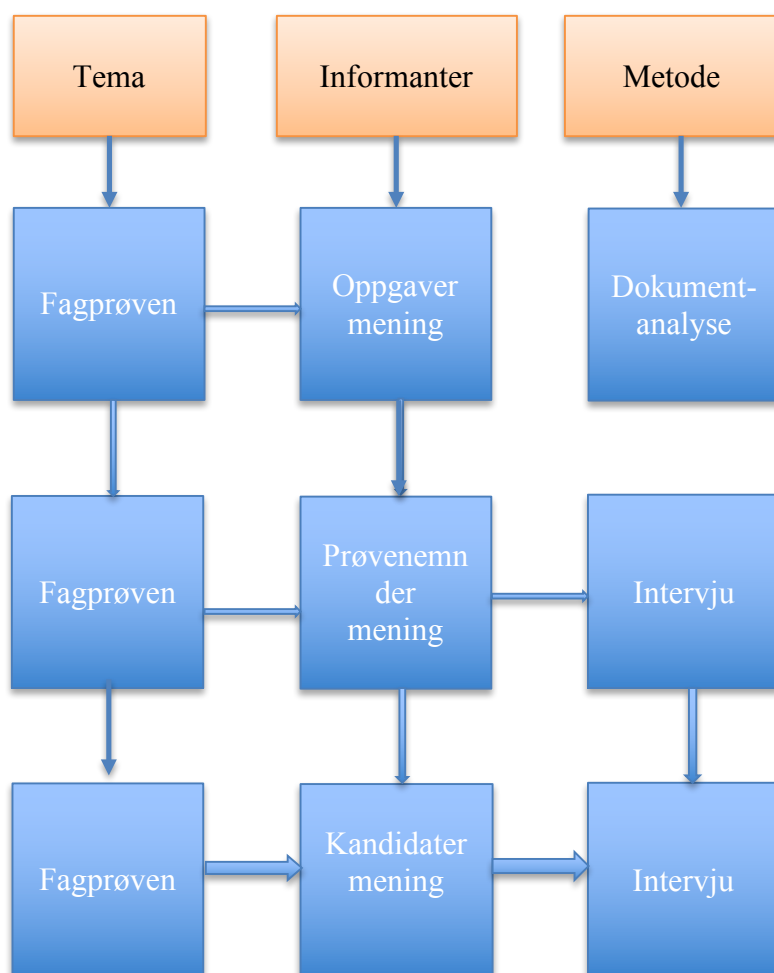 Tema
Informanter
Metode
Fagprøven
Oppgaver
mening
Dokument-
analyse
Fagprøven
Prøvenemn
der
mening
Intervju
Fagprøven
Kandidater
mening
Intervju